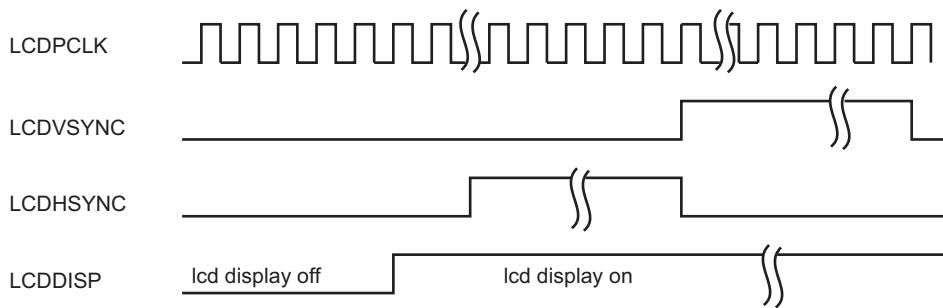 LCDPCLK
LCDVSYNC
LCDHSYNC
LCDDISP
lcd display off
lcd display on